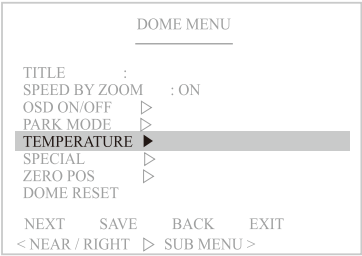 DOME MENU
TITLE :
SPEED BY ZOOM : ON
OSD ON/OFF ▷
PARK MODE ▷
TEMPERATURE ▶
SPECIAL ▷
ZERO POS ▷
DOME RESET
NEXT SAVE BACK EXIT
< NEAR / RIGHT ▷ SUB MENU >